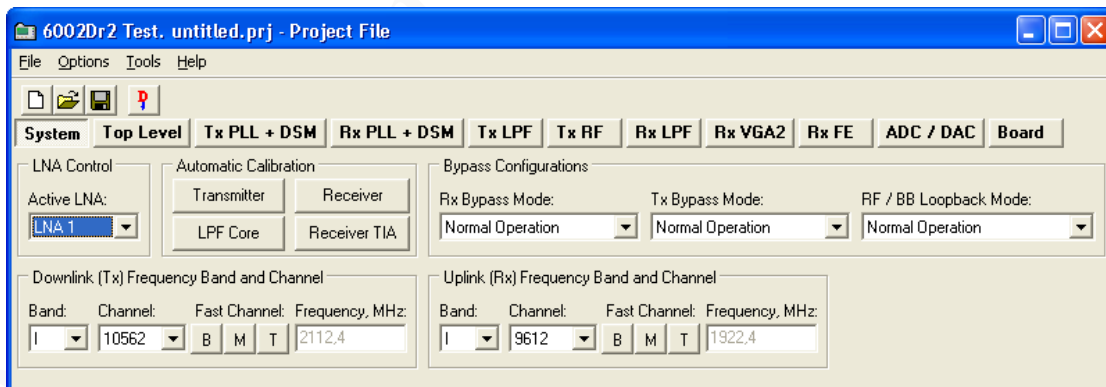 6002Dr2 Test. untitled.prj - Project File
File Options Tools Help
System Top Level Tx PLL + DSM Rx PLL + DSM Tx LPF Tx RF Rx LPF Rx VGA2 Rx FE ADC / DAC Board
LNA Control
Active LNA:
LNA 1
Automatic Calibration
Transmitter Receiver
LPF Core Receiver TIA
Bypass Configurations
Rx Bypass Mode: Tx Bypass Mode: RF / BB Loopback Mode:
Normal Operation Normal Operation Normal Operation
Downlink (Tx) Frequency Band and Channel
Band: Channel: Fast Channel: Frequency, MHz:
I 10562 B M T 2112,4
Uplink (Rx) Frequency Band and Channel
Band: Channel: Fast Channel: Frequency, MHz:
I 9612 B M T 1922,4